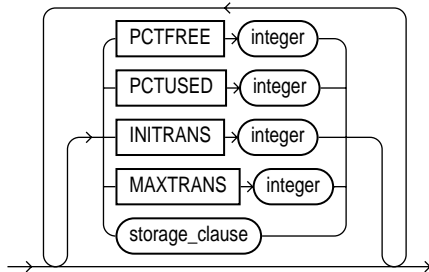 PCTFREE integer
PCTUSED integer
INITRANS integer
MAXTRANS integer
storage_clause